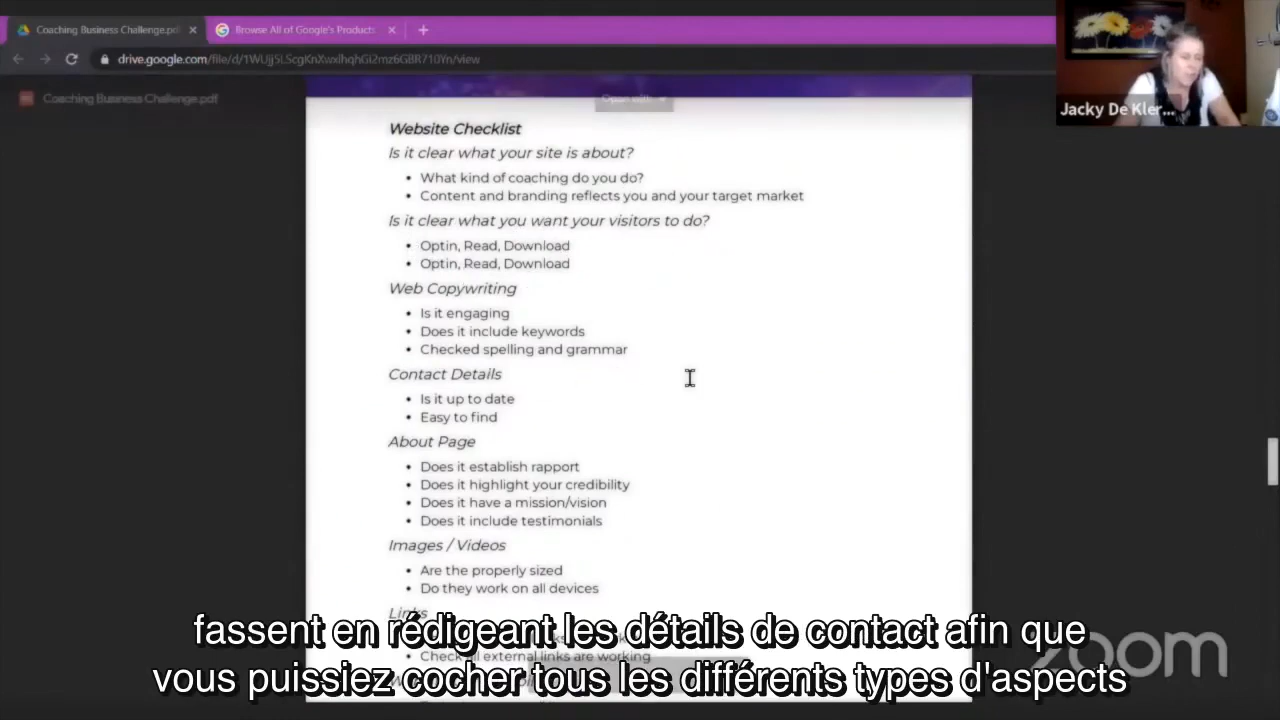 Coaching Business Challenge.pdf
Browse All of Google's Products
Coaching Business Challenge.pdf
Open with
Jacky De Kler...
Website Checklist
Is it clear what your site is about?
• What kind of coaching do you do?
• Content and branding reflects you and your target market
Is it clear what you want your visitors to do?
• Optin, Read, Download
• Optin, Read, Download
Web Copywriting
• Is it engaging
• Does it include keywords
• Checked spelling and grammar
Contact Details
• Is it up to date
• Easy to find
About Page
• Does it establish rapport
• Does it highlight your credibility
• Does it have a mission/vision
• Does it include testimonials
Images / Videos
• Are the properly sized
• Do they work on all devices
Links
• Check all external links are working
fassent en rédigeant les détails de contact afin que
vous puissiez cocher tous les différents types d'aspects
zoom